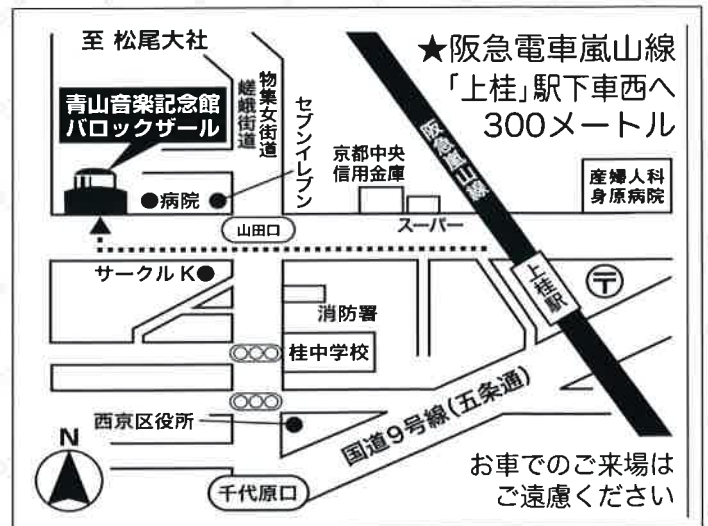 至 松尾大社
★阪急電車嵐山線
「上桂」駅下車西へ
300メートル
青山音楽記念館
バロックザール
嵯峨街道
物集女街道
セブンイレブン
京都中央
信用金庫
阪急嵐山線
産婦人科
身原病院
●病院
山田口
スーパー
サークルK●
上桂駅
〒
消防署
桂中学校
西京区役所
国道9号線(五条通)
N
千代原口
お車でのご来場は
ご遠慮ください